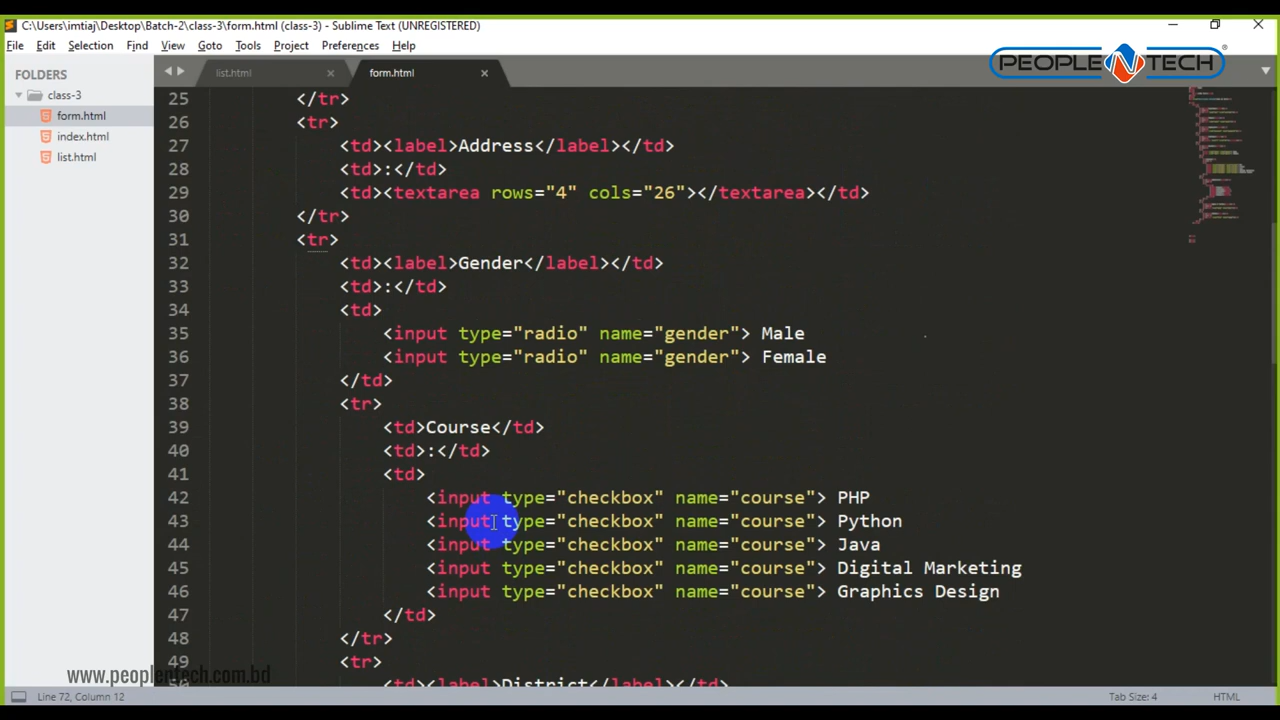 C:\Users\imtiaj\Desktop\Batch-2\class-3\form.html (class-3) - Sublime Text (UNREGISTERED)
File Edit Selection Find View Goto Tools Project Preferences Help
PEOPLE N TECH ®
FOLDERS
class-3
form.html
index.html
list.html
list.html × form.html ×
25 </tr>
26 <tr>
27 <td><label>Address</label></td>
28 <td>:</td>
29 <td><textarea rows="4" cols="26"></textarea></td>
30 </tr>
31 <tr>
32 <td><label>Gender</label></td>
33 <td>:</td>
34 <td>
35 <input type="radio" name="gender"> Male
36 <input type="radio" name="gender"> Female
37 </td>
38 <tr>
39 <td>Course</td>
40 <td>:</td>
41 <td>
42 <input type="checkbox" name="course"> PHP
43 <input type="checkbox" name="course"> Python
44 <input type="checkbox" name="course"> Java
45 <input type="checkbox" name="course"> Digital Marketing
46 <input type="checkbox" name="course"> Graphics Design
47 </td>
48 </tr>
49 <tr>
<td><label>District</label></td>
www.peoplentech.com.bd
Line 72, Column 12
Tab Size: 4
HTML